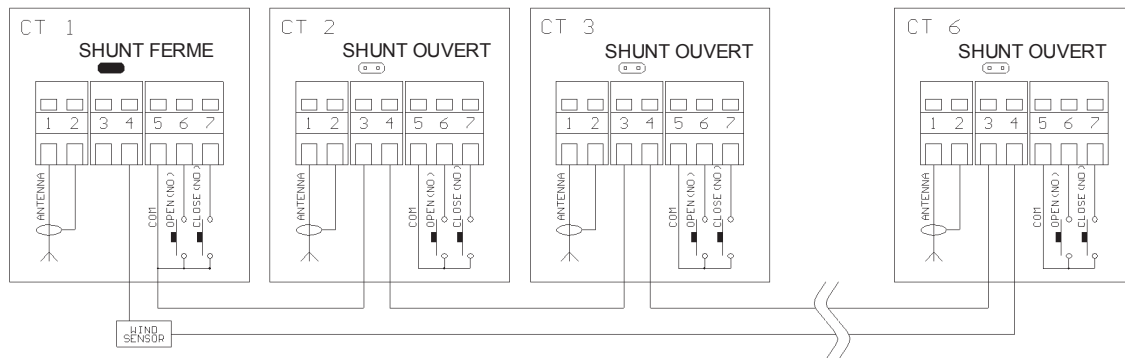 CT 1
SHUNT FERME
1 2 3 4 5 6 7
ANTENNA
COM
OPEN(NO)
CLOSE(NO)
CT 2
SHUNT OUVERT
1 2 3 4 5 6 7
ANTENNA
COM
OPEN(NO)
CLOSE(NO)
CT 3
SHUNT OUVERT
1 2 3 4 5 6 7
ANTENNA
COM
OPEN(NO)
CLOSE(NO)
CT 6
SHUNT OUVERT
1 2 3 4 5 6 7
ANTENNA
COM
OPEN(NO)
CLOSE(NO)
WIND
SENSOR